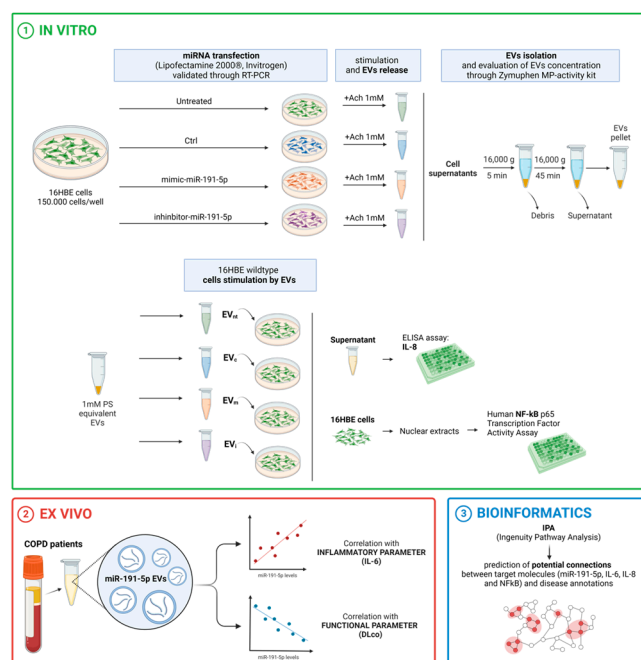 1 IN VITRO
miRNA transfection
(Lipofectamine 2000®, Invitrogen)
validated through RT-PCR
stimulation
and EVs release
EVs isolation
and evaluation of EVs concentration
through Zymuphen MP-activity kit
Untreated
+Ach 1mM
Ctrl
+Ach 1mM
mimic-miR-191-5p
+Ach 1mM
inhinbitor-miR-191-5p
+Ach 1mM
16HBE cells
150.000 cells/well
Cell
supernatants
16,000 g
5 min
16,000 g
45 min
EVs
pellet
Debris
Supernatant
16HBE wildtype
cells stimulation by EVs
1mM PS
equivalent
EVs
EVnt
EVc
EVm
EVi
Supernatant
ELISA assay:
IL-8
16HBE cells
Nuclear extracts
Human NF-kB p65
Transcription Factor
Activity Assay
2 EX VIVO
COPD patients
miR-191-5p EVs
miR-191-5p levels
Correlation with
INFLAMMATORY PARAMETER
(IL-6)
miR-191-5p levels
Correlation with
FUNCTIONAL PARAMETER
(DLco)
3 BIOINFORMATICS
IPA
(Ingenuity Pathway Analysis)
prediction of potential connections
between target molecules (miR-191-5p, IL-6, IL-8
and NFkB) and disease annotations